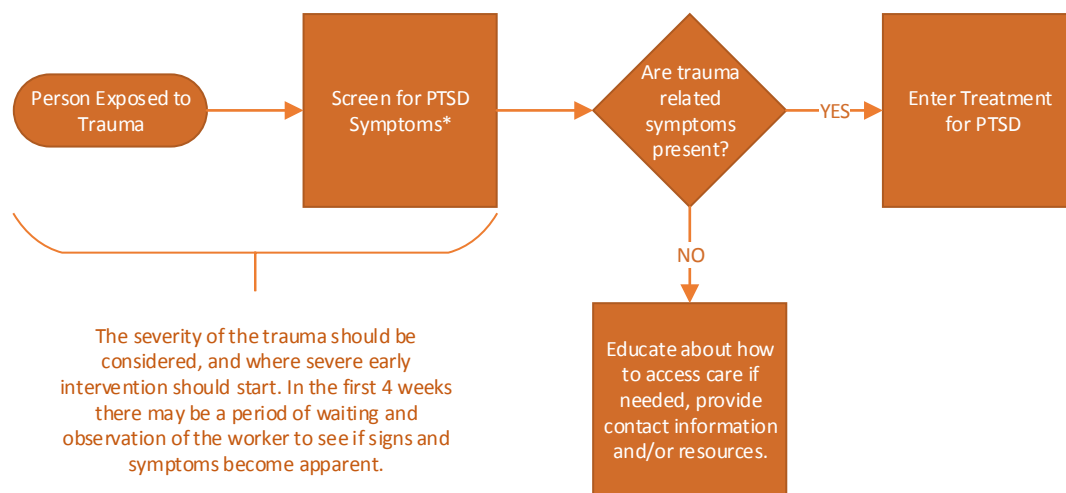 Person Exposed to
Trauma
Screen for PTSD
Symptoms*
Are trauma
related
symptoms
present?
YES
Enter Treatment
for PTSD
NO
Educate about how
to access care if
needed, provide
contact information
and/or resources.
The severity of the trauma should be
considered, and where severe early
intervention should start. In the first 4 weeks
there may be a period of waiting and
observation of the worker to see if signs and
symptoms become apparent.